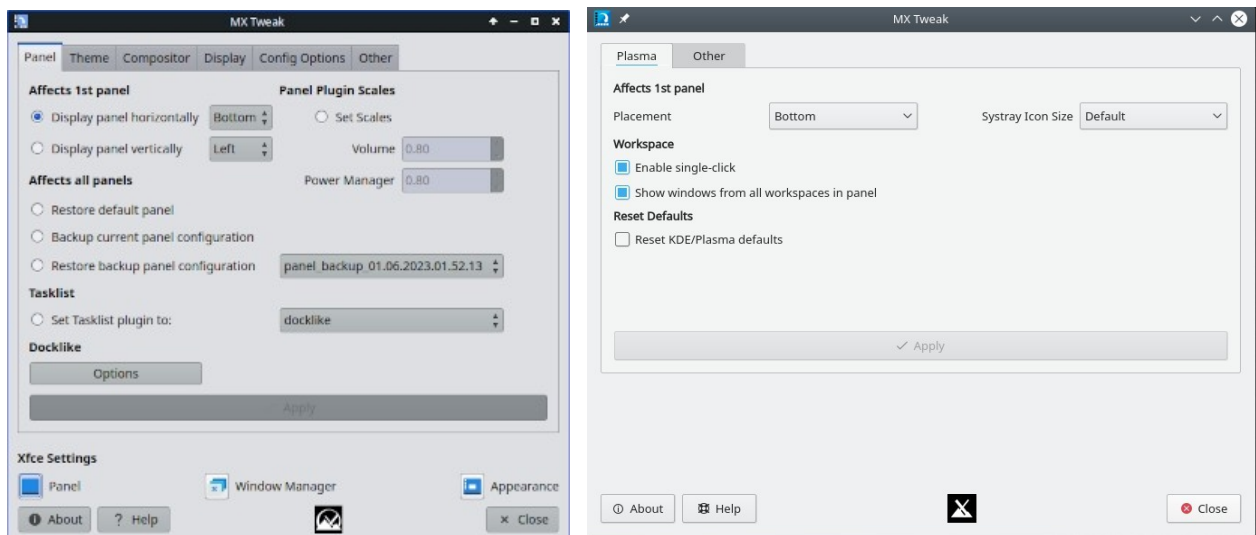 MX Tweak
Panel Theme Compositor Display Config Options Other
Affects 1st panel Panel Plugin Scales
Display panel horizontally Bottom Set Scales
Display panel vertically Left Volume 0.80
Affects all panels Power Manager 0.80
Restore default panel
Backup current panel configuration
Restore backup panel configuration panel_backup_01.06.2023.01.52.13
Tasklist
Set Tasklist plugin to: docklike
Docklike
Options
Apply
Xfce Settings
Panel Window Manager Appearance
About ? Help Close
MX Tweak
Plasma Other
Affects 1st panel
Placement Bottom Systray Icon Size Default
Workspace
Enable single-click
Show windows from all workspaces in panel
Reset Defaults
Reset KDE/Plasma defaults
Apply
About Help Close